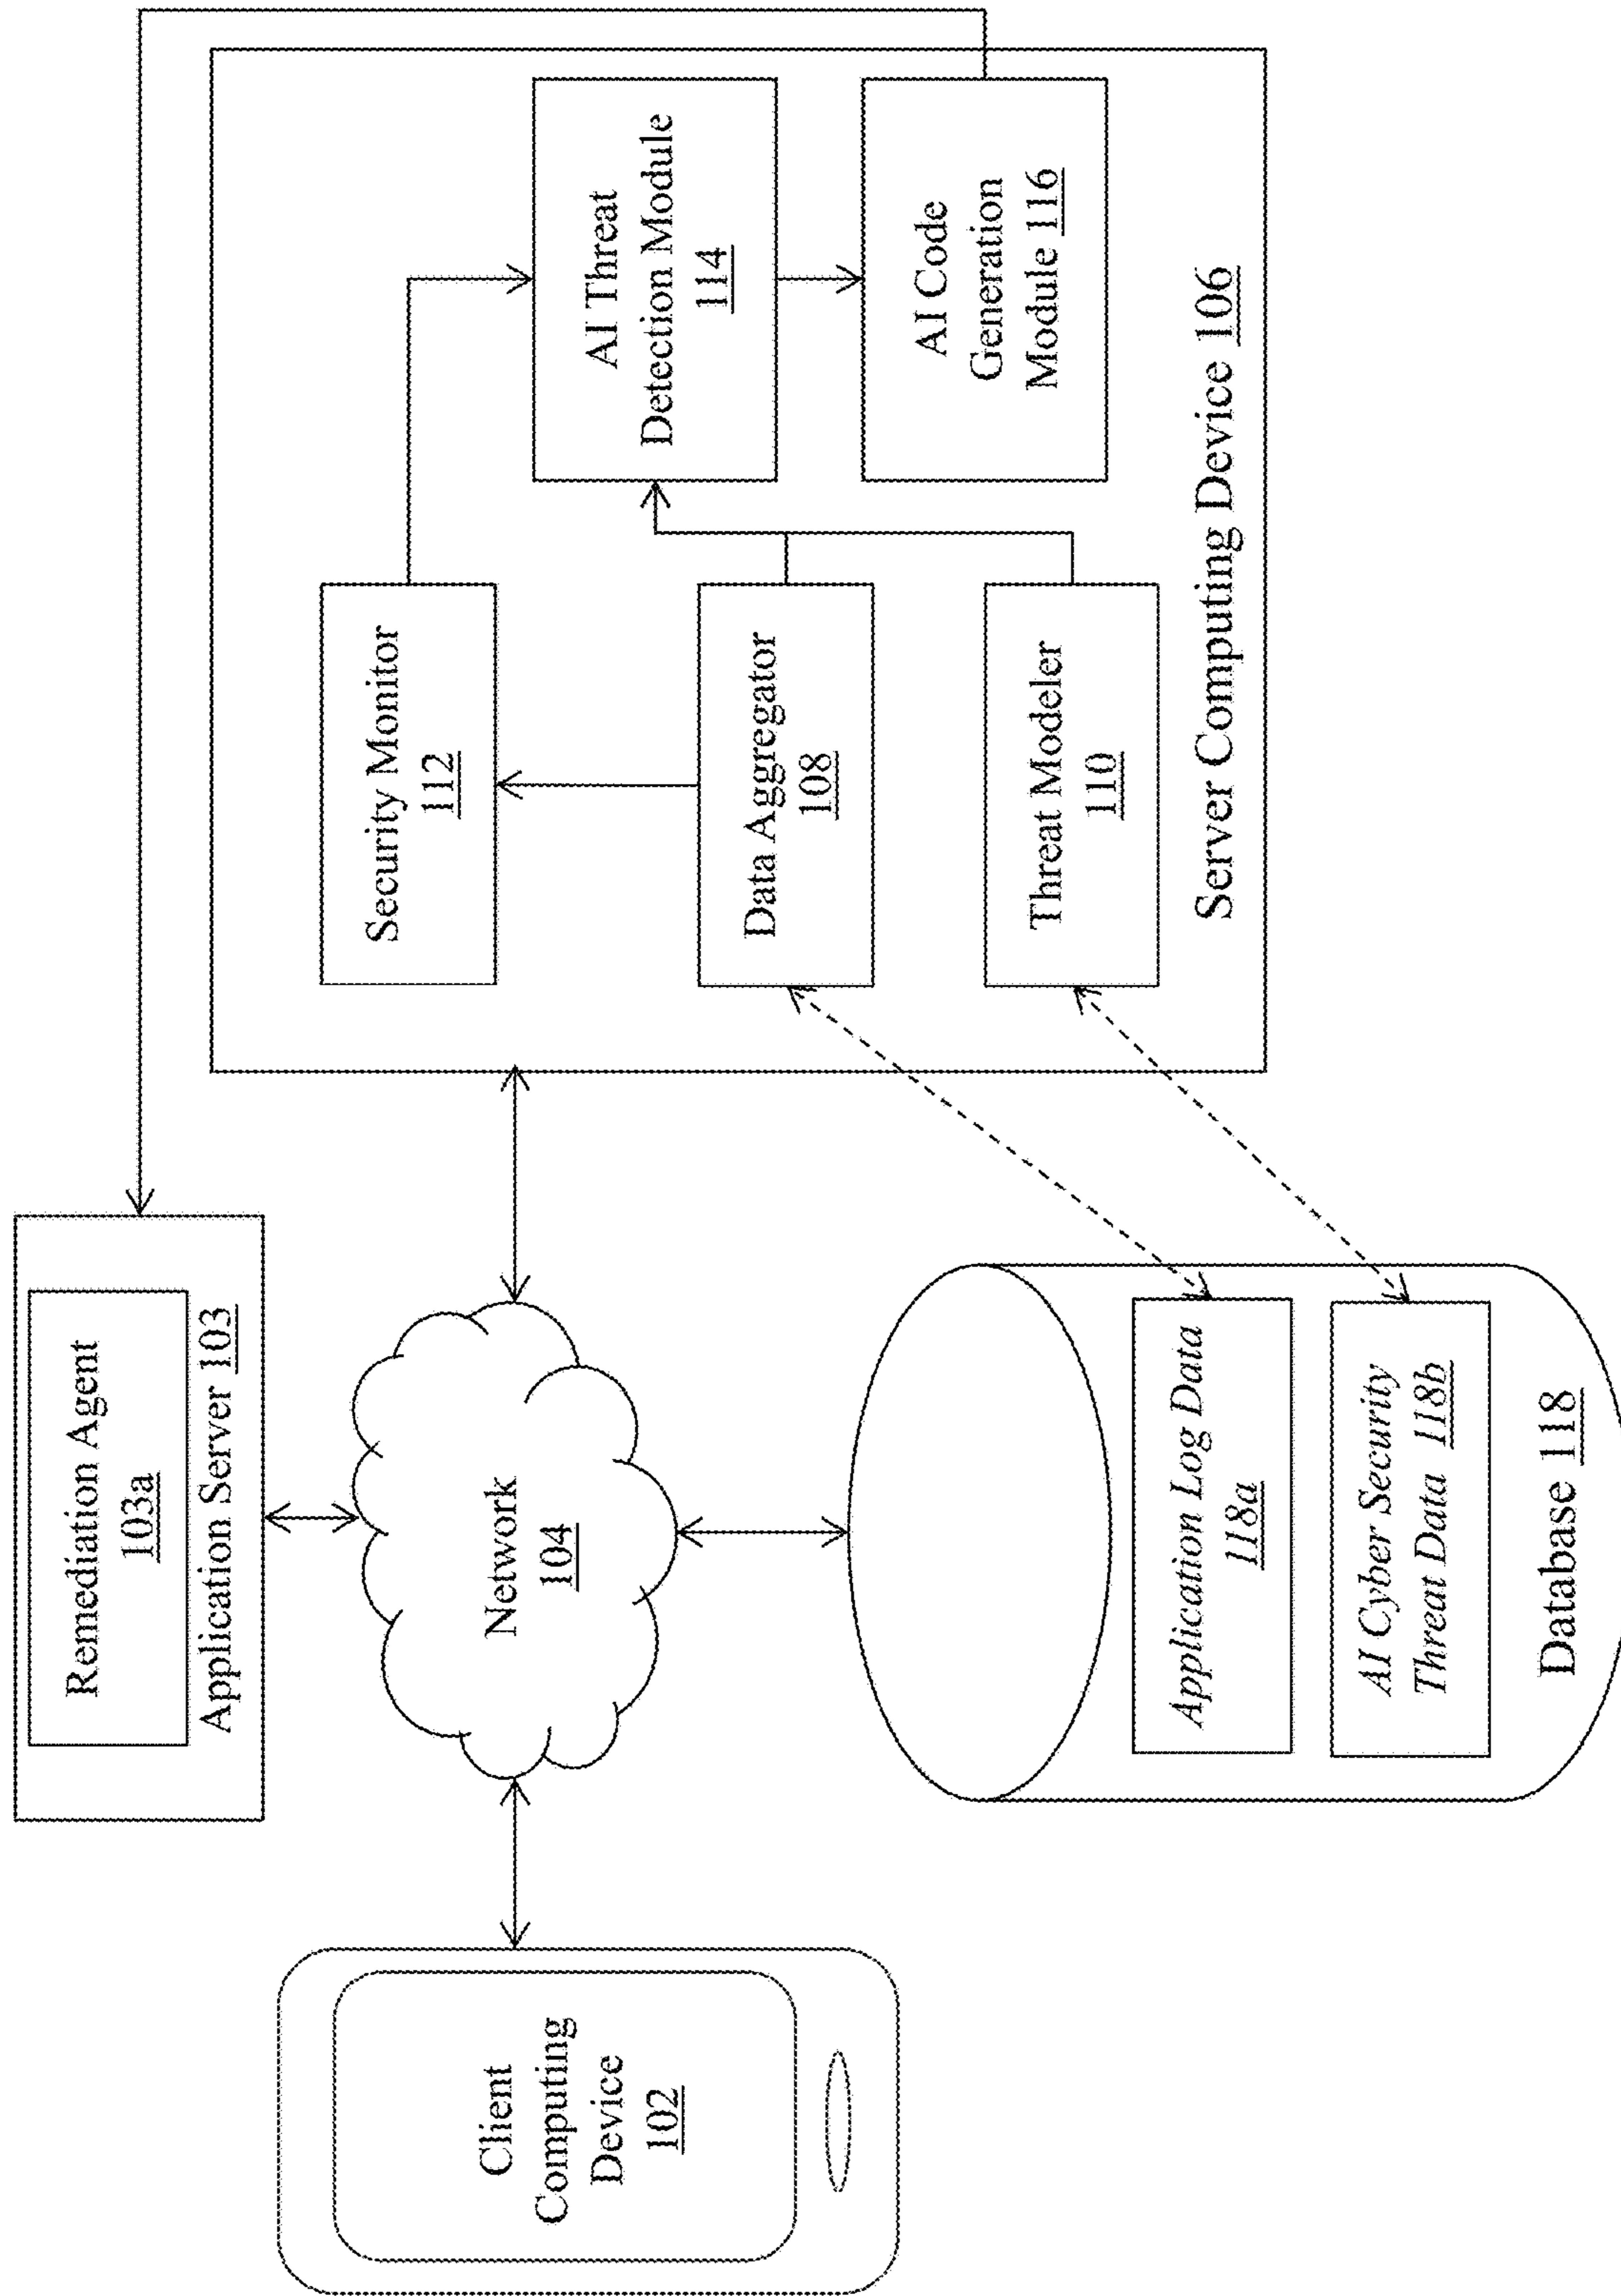 Remediation Agent
103a
Application Server 103
Client
Computing
Device
102
Network
104
Application Log Data
118a
AI Cyber Security
Threat Data 118b
Database 118
Security Monitor
112
Data Aggregator
108
Threat Modeler
110
AI Threat
Detection Module
114
AI Code
Generation
Module 116
Server Computing Device 106